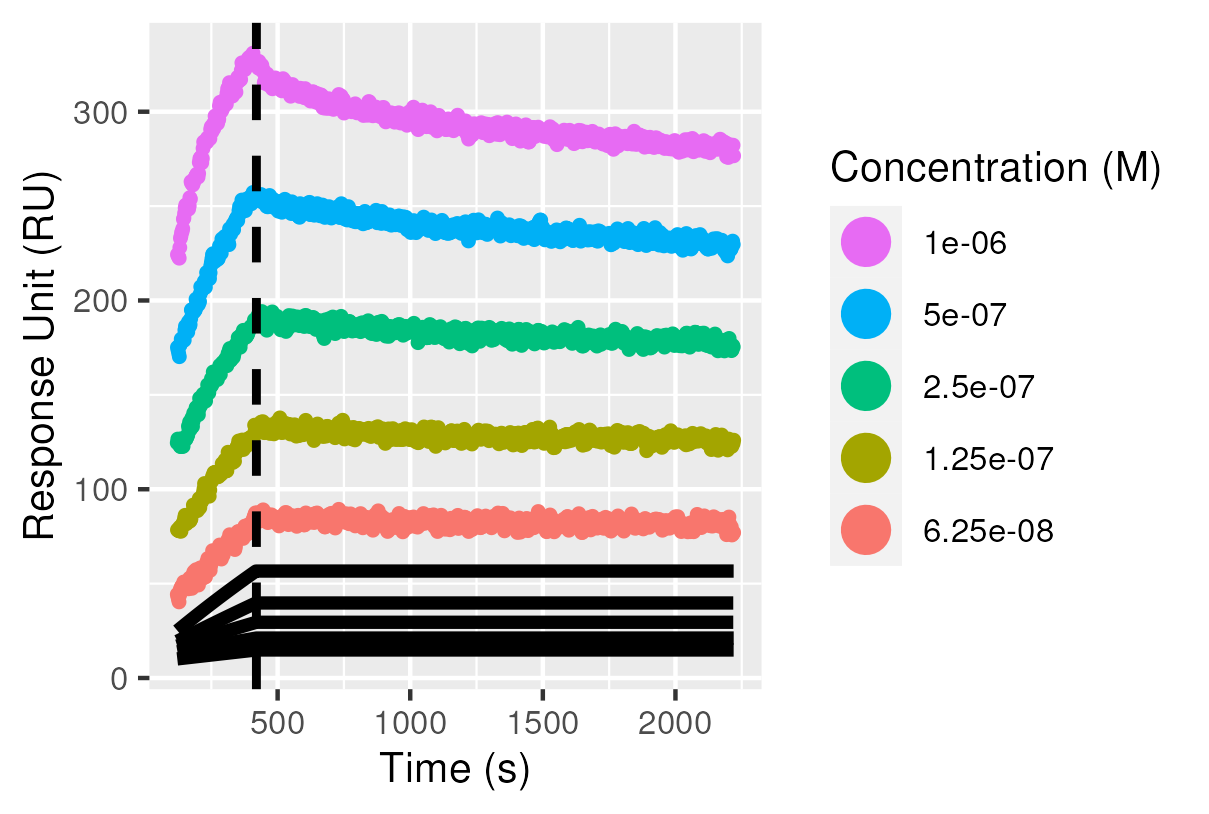 300
200
100
0
500 1000 1500 2000
Time (s)
Response Unit (RU)
Concentration (M)
1e-06
5e-07
2.5e-07
1.25e-07
6.25e-08